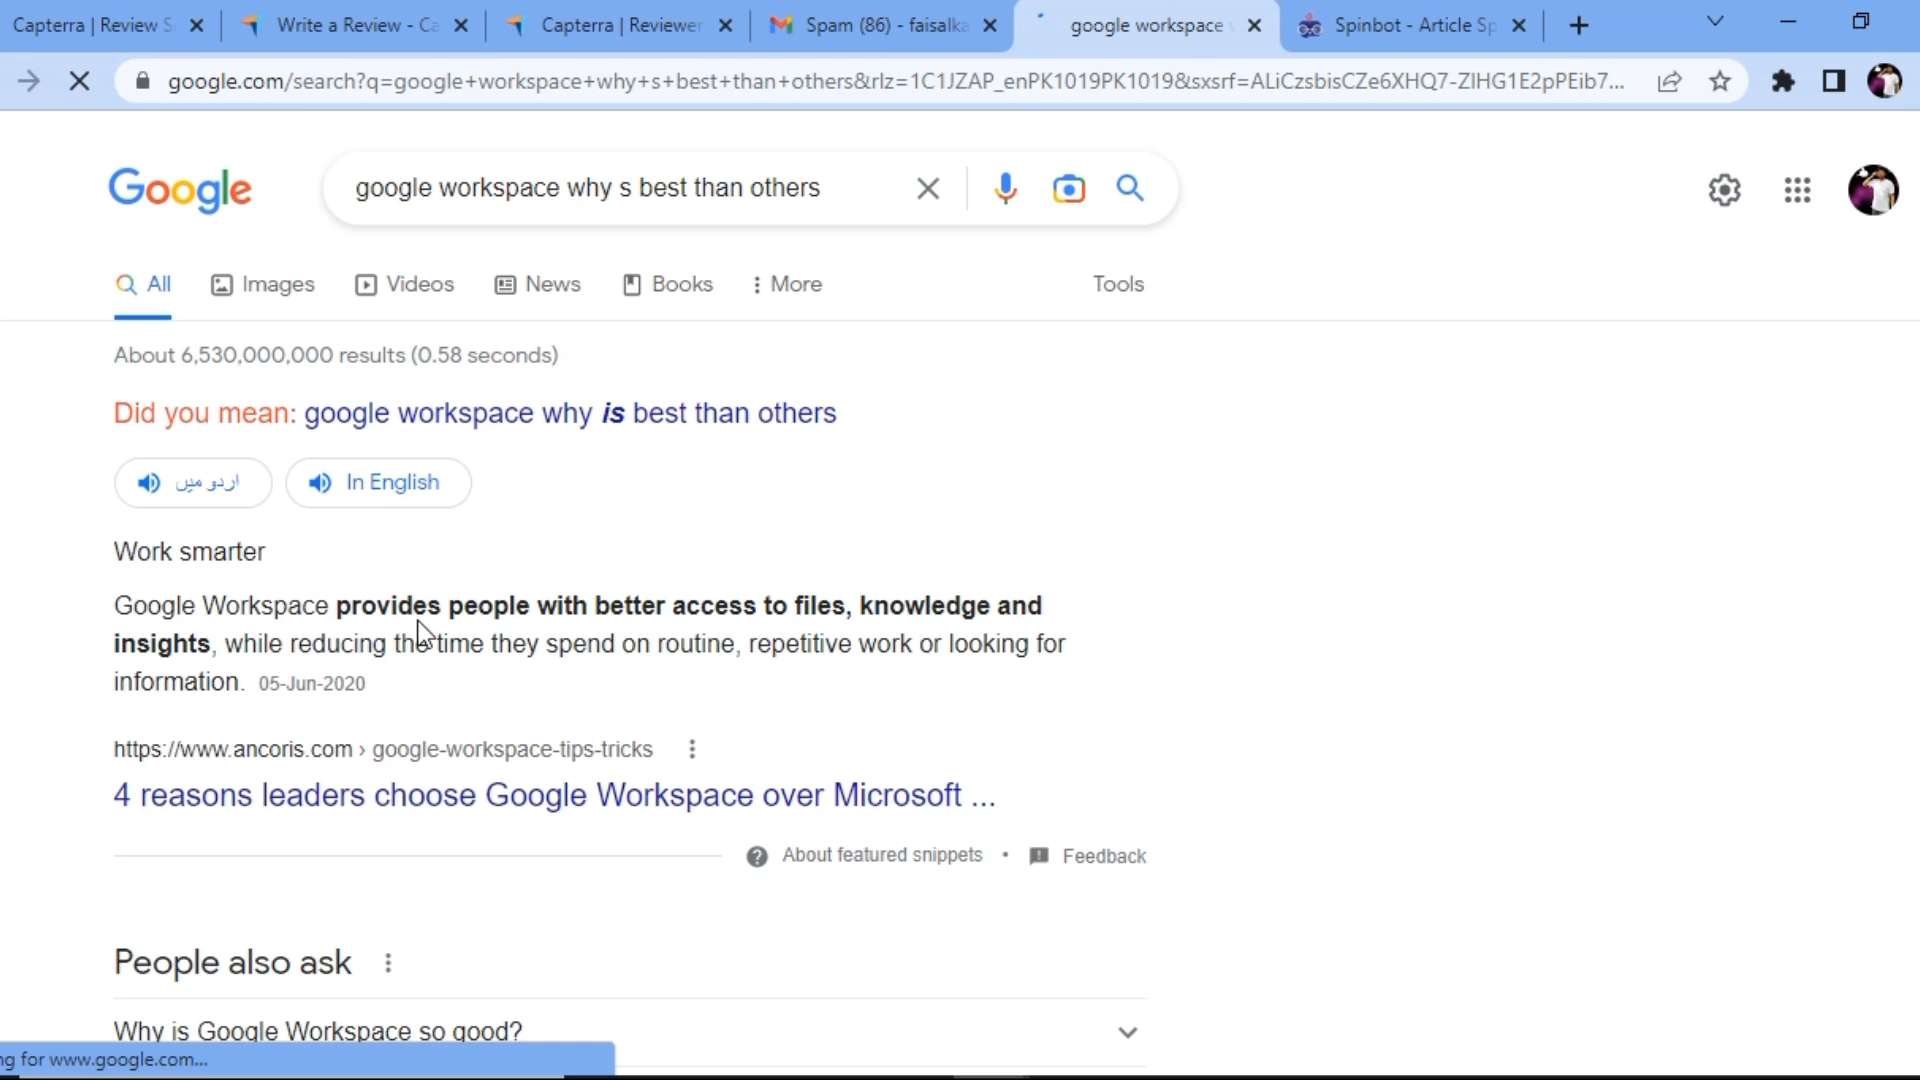 Capterra | Review S
Write a Review - Ca
Capterra | Reviewer
Spam (86) - faisalka
google workspace
Spinbot - Article Sp
google.com/search?q=google+workspace+why+s+best+than+others&rlz=1C1JZAP_enPK1019PK1019&sxsrf=ALiCzsbisCZe6XHQ7-ZIHG1E2pPEib7...
Google
google workspace why s best than others
All
Images
Videos
News
Books
More
Tools
About 6,530,000,000 results (0.58 seconds)
Did you mean: google workspace why is best than others
اردو میں
In English
Work smarter
Google Workspace provides people with better access to files, knowledge and
insights, while reducing the time they spend on routine, repetitive work or looking for
information. 05-Jun-2020
https://www.ancoris.com › google-workspace-tips-tricks
4 reasons leaders choose Google Workspace over Microsoft ...
About featured snippets • Feedback
People also ask
Why is Google Workspace so good?
ng for www.google.com...